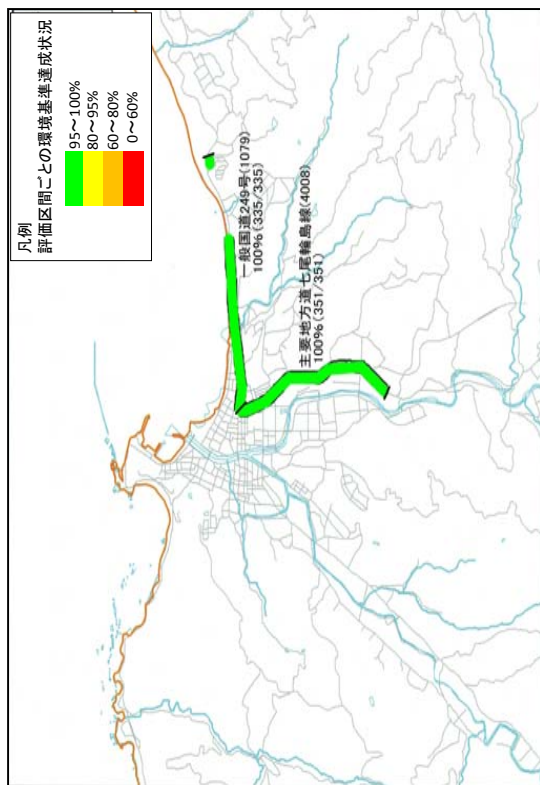 凡例
評価区間ごとの環境基準達成状況
95～100%
80～95%
60～80%
0～60%
一般国道249号(1079)
100%(335/335)
主要地方道七尾輪島線(4008)
100%(351/351)